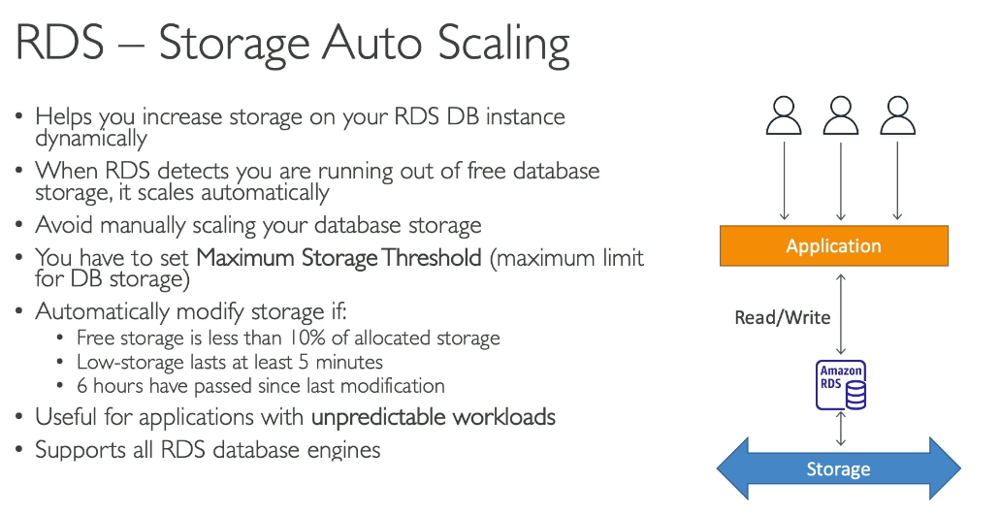 RDS – Storage Auto Scaling
• Helps you increase storage on your RDS DB instance
dynamically
• When RDS detects you are running out of free database
storage, it scales automatically
• Avoid manually scaling your database storage
• You have to set Maximum Storage Threshold (maximum limit
for DB storage)
• Automatically modify storage if:
• Free storage is less than 10% of allocated storage
• Low-storage lasts at least 5 minutes
• 6 hours have passed since last modification
• Useful for applications with unpredictable workloads
• Supports all RDS database engines
Application
Read/Write
Amazon
RDS
Storage